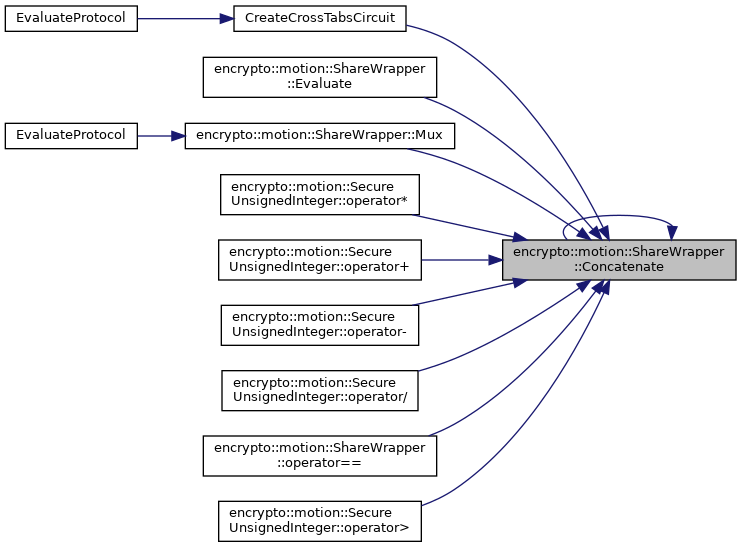 EvaluateProtocol
CreateCrossTabsCircuit
encrypto::motion::ShareWrapper
::Evaluate
EvaluateProtocol
encrypto::motion::ShareWrapper::Mux
encrypto::motion::Secure
UnsignedInteger::operator*
encrypto::motion::Secure
UnsignedInteger::operator+
encrypto::motion::ShareWrapper
::Concatenate
encrypto::motion::Secure
UnsignedInteger::operator-
encrypto::motion::Secure
UnsignedInteger::operator/
encrypto::motion::ShareWrapper
::operator==
encrypto::motion::Secure
UnsignedInteger::operator>